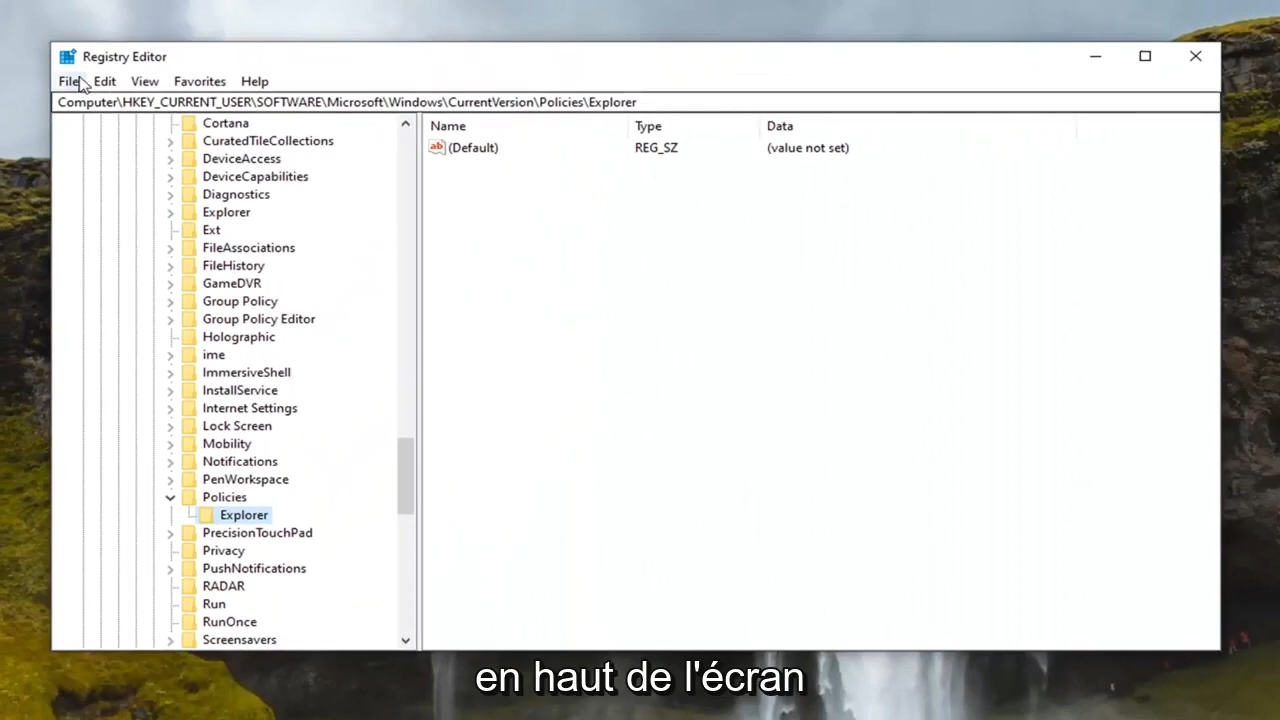 Registry Editor
File Edit View Favorites Help
Computer\HKEY_CURRENT_USER\SOFTWARE\Microsoft\Windows\CurrentVersion\Policies\Explorer
Name Type Data
ab (Default) REG_SZ (value not set)
Cortana
CuratedTileCollections
DeviceAccess
DeviceCapabilities
Diagnostics
Explorer
Ext
FileAssociations
FileHistory
GameDVR
Group Policy
Group Policy Editor
Holographic
ime
ImmersiveShell
InstallService
Internet Settings
Lock Screen
Mobility
Notifications
PenWorkspace
Policies
Explorer
PrecisionTouchPad
Privacy
PushNotifications
RADAR
Run
RunOnce
Screensavers
en haut de l'écran